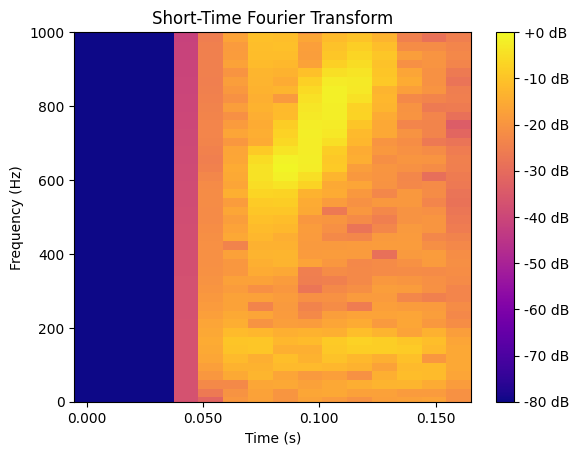 Short-Time Fourier Transform
Frequency (Hz)
1000
800
600
400
200
0
0.000
0.050
0.100
0.150
Time (s)
+0 dB
-10 dB
-20 dB
-30 dB
-40 dB
-50 dB
-60 dB
-70 dB
-80 dB